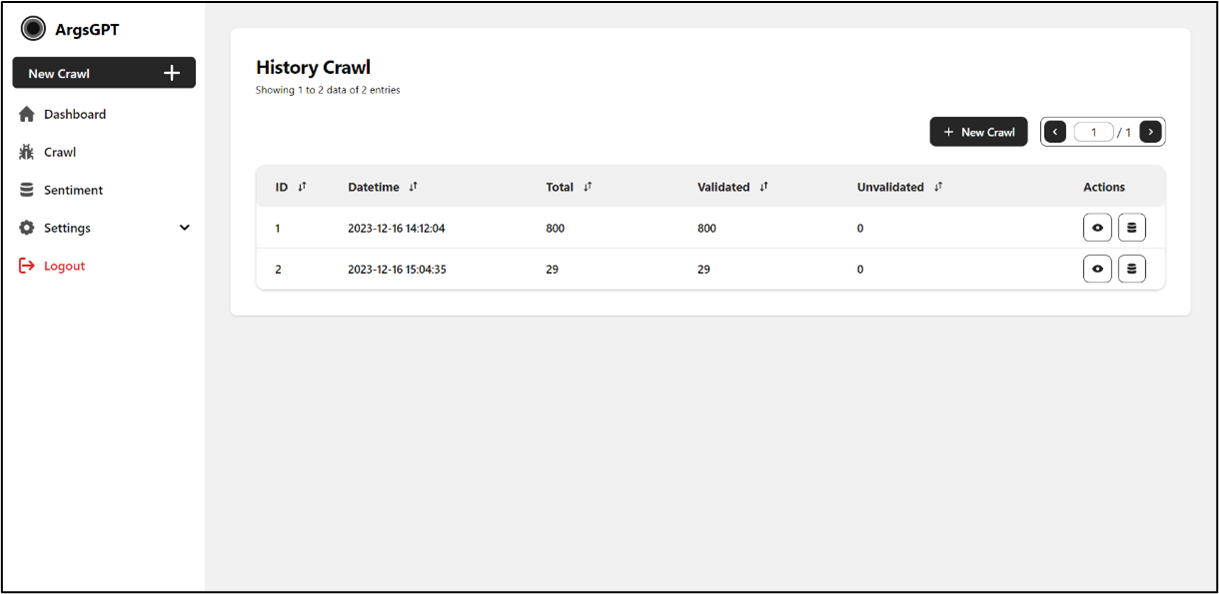 ArgsGPT
New Crawl
Dashboard
Crawl
Sentiment
Settings
Logout
History Crawl
Showing 1 to 2 data of 2 entries
+ New Crawl < 1 / 1 >
ID Datetime Total Validated Unvalidated Actions
1 2023-12-16 14:12:04 800 800 0
2 2023-12-16 15:04:35 29 29 0